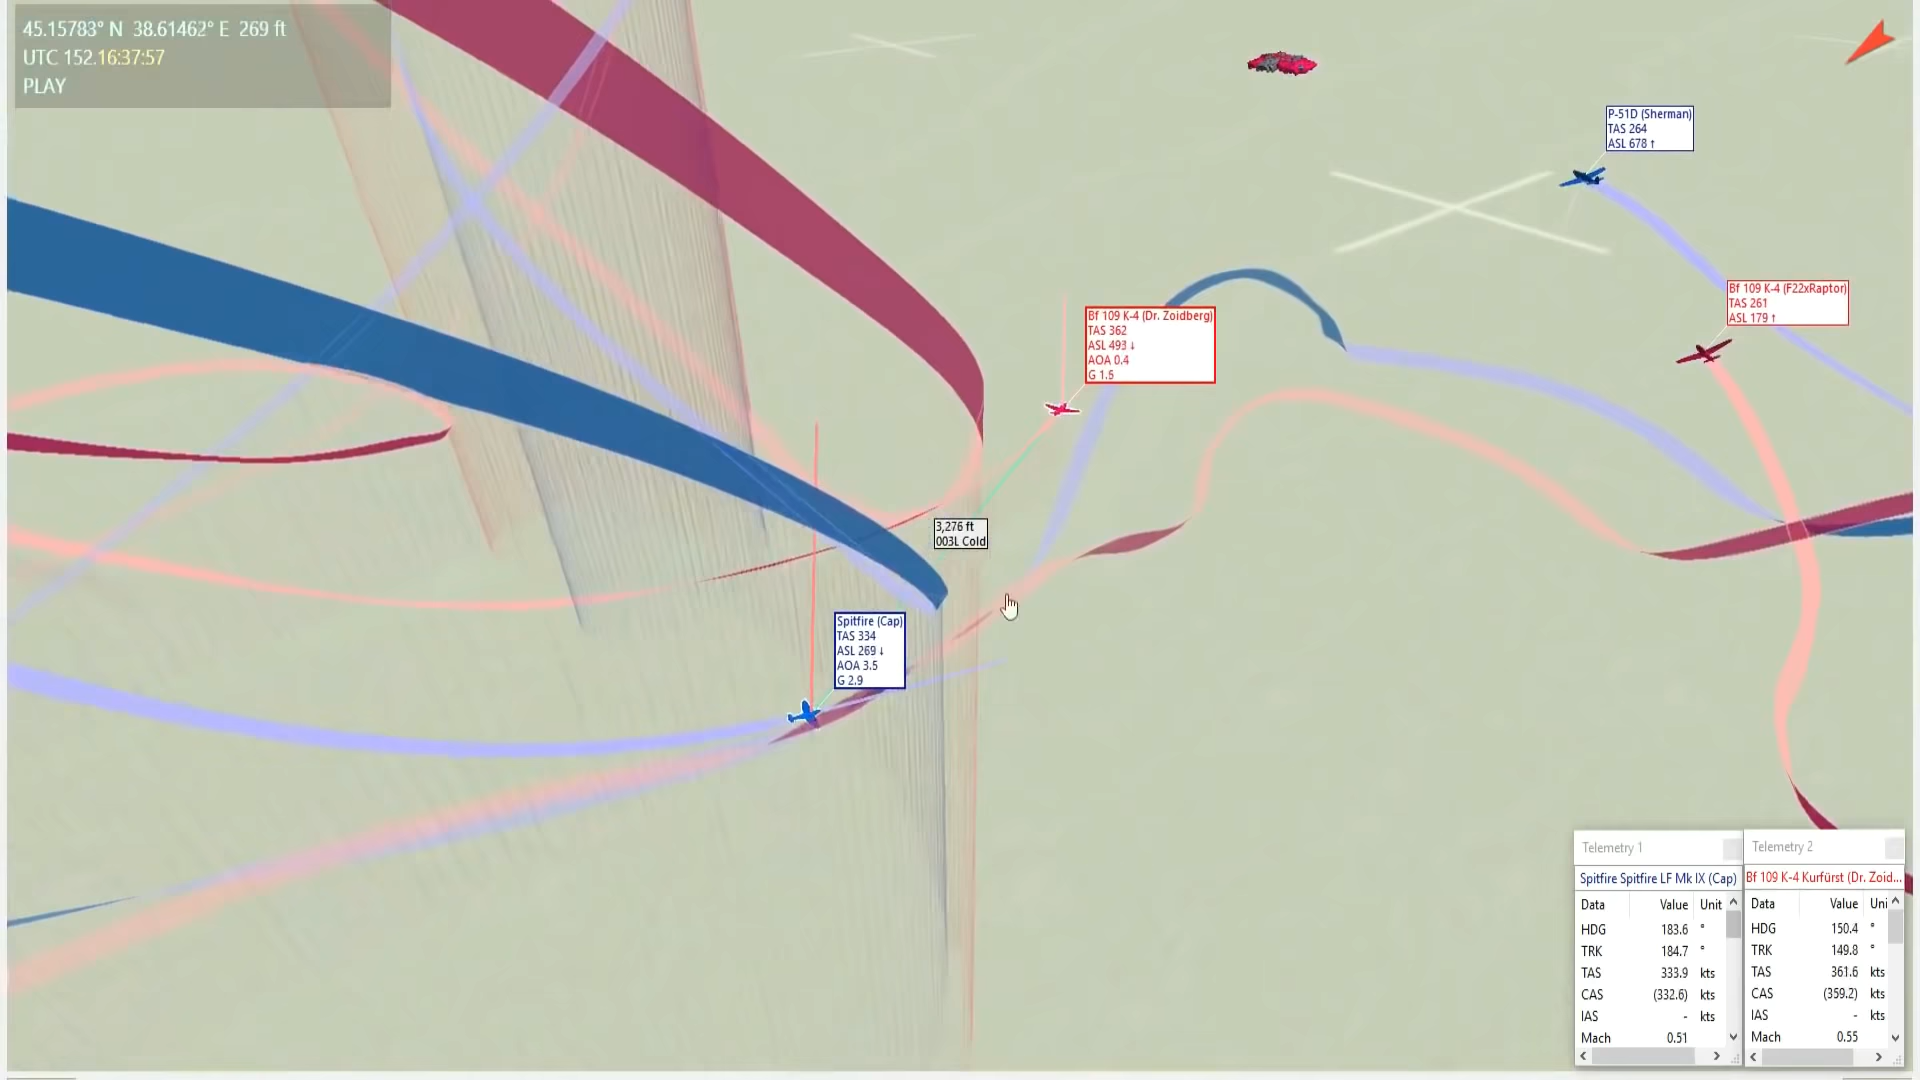 45.15783° N  38.61462° E  269 ft
UTC 152.16:37:57
PLAY
P-51D (Sherman)
TAS 264
ASL 678 ↑
Bf 109 K-4 (F22xRaptor)
TAS 261
ASL 179 ↑
Bf 109 K-4 (Dr. Zoidberg)
TAS 362
ASL 493 ↓
AOA 0.4
G 1.5
3,276 ft
003L Cold
Spitfire (Cap)
TAS 334
ASL 269 ↓
AOA 3.5
G 2.9
Telemetry 1
Spitfire Spitfire LF Mk IX (Cap)
Data Value Unit
HDG 183.6 °
TRK 184.7 °
TAS 333.9 kts
CAS (332.6) kts
IAS - kts
Mach 0.51
Telemetry 2
Bf 109 K-4 Kurfürst (Dr. Zoid...
Data Value Uni
HDG 150.4 °
TRK 149.8 °
TAS 361.6 kts
CAS (359.2) kts
IAS - kts
Mach 0.55